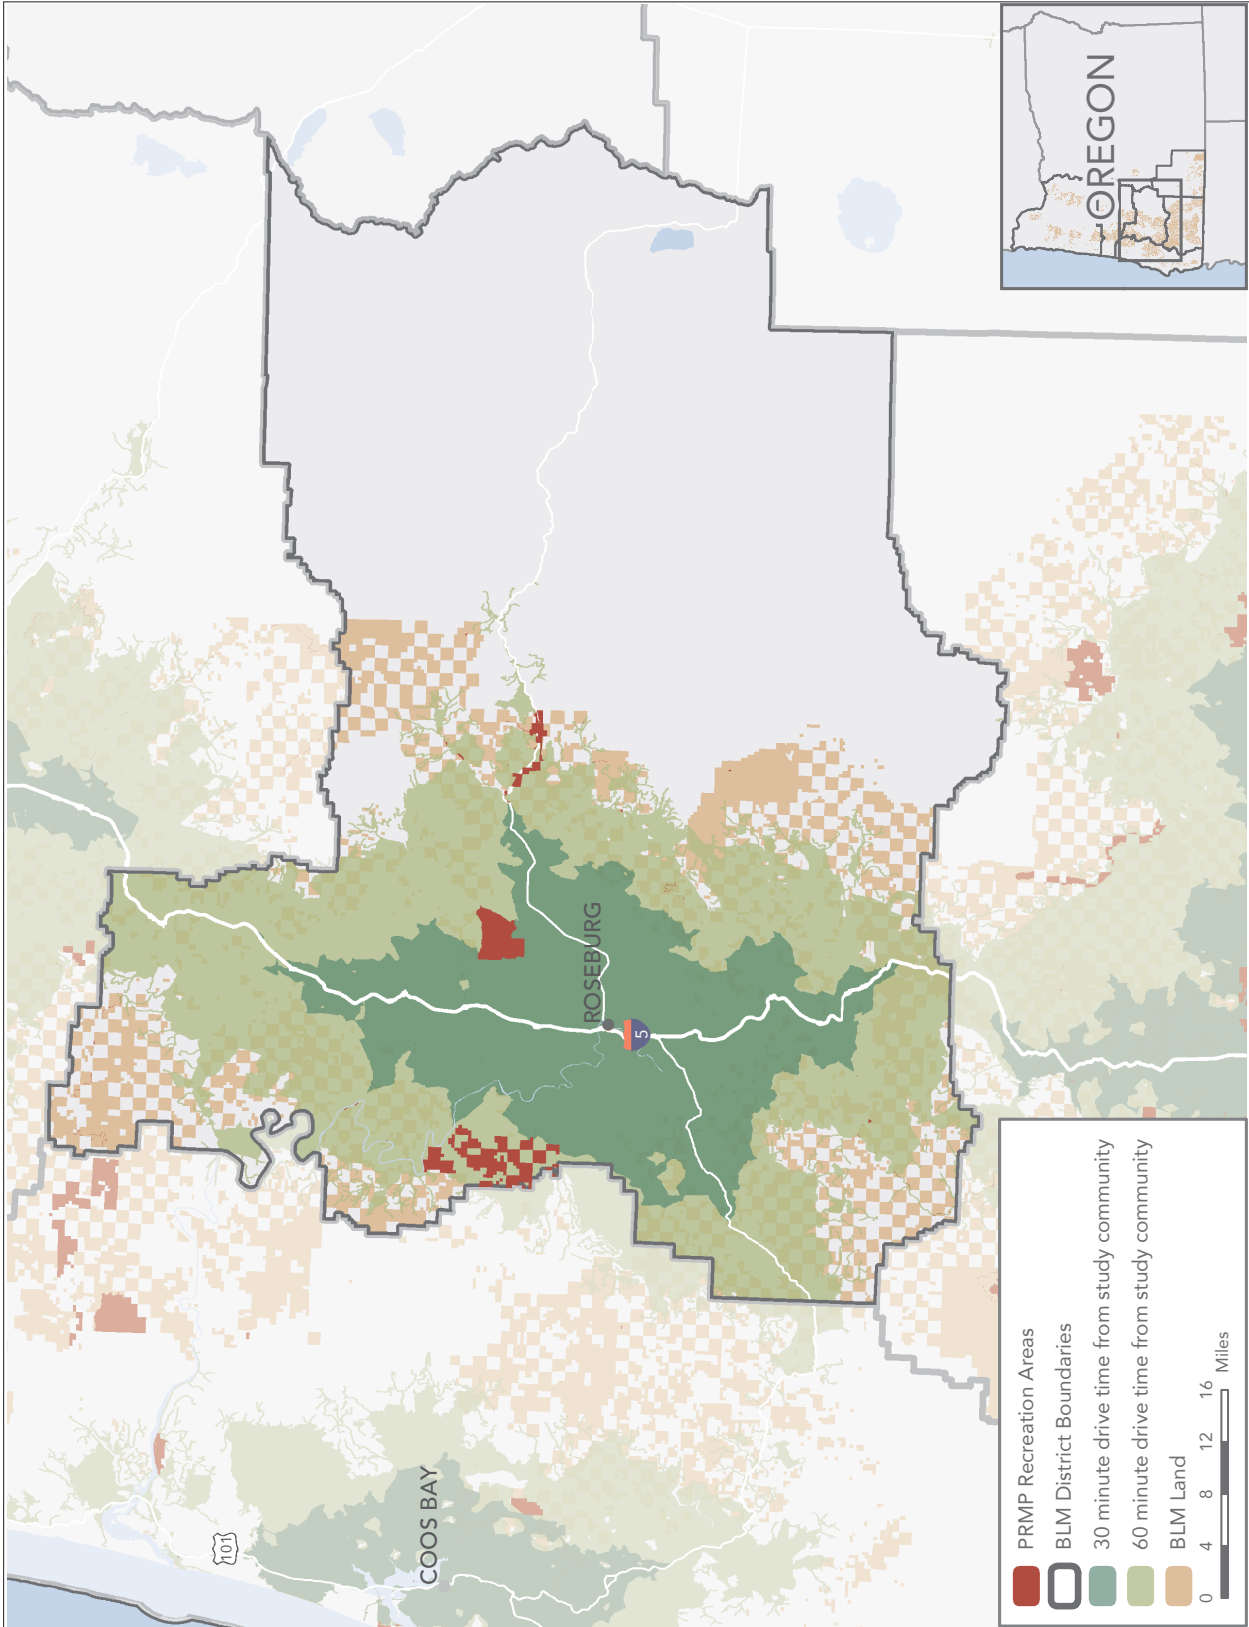 OREGON
ROSEBURG
5
COOS BAY
101
PRMP Recreation Areas
BLM District Boundaries
30 minute drive time from study community
60 minute drive time from study community
BLM Land
0 4 8 12 16
Miles